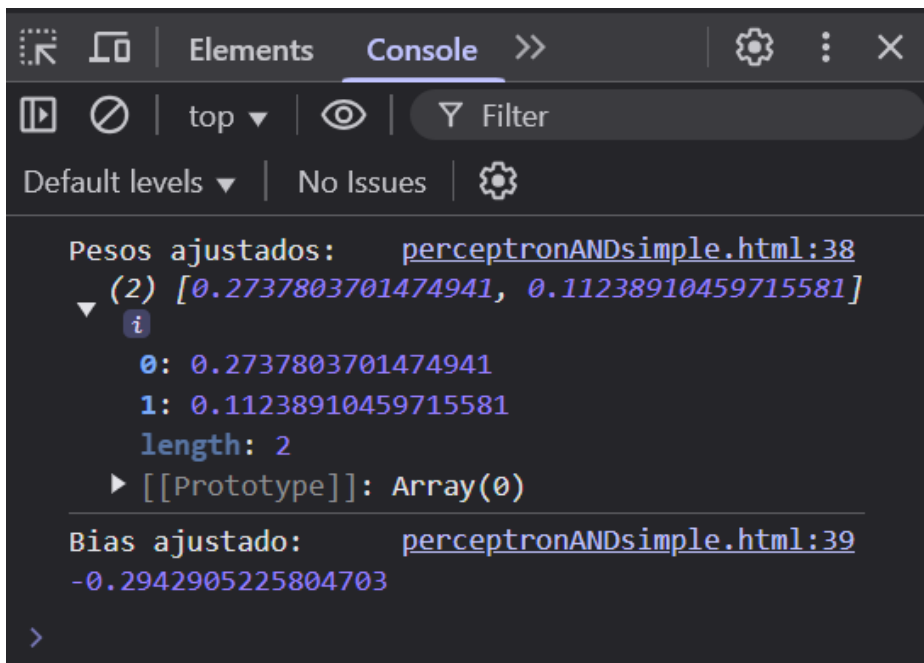 Elements Console
top Filter
Default levels No Issues
Pesos ajustados: perceptronANDsimple.html:38
(2) [0.2737803701474941, 0.11238910459715581]
i
0: 0.2737803701474941
1: 0.11238910459715581
length: 2
[[Prototype]]: Array(0)
Bias ajustado: perceptronANDsimple.html:39
-0.2942905225804703